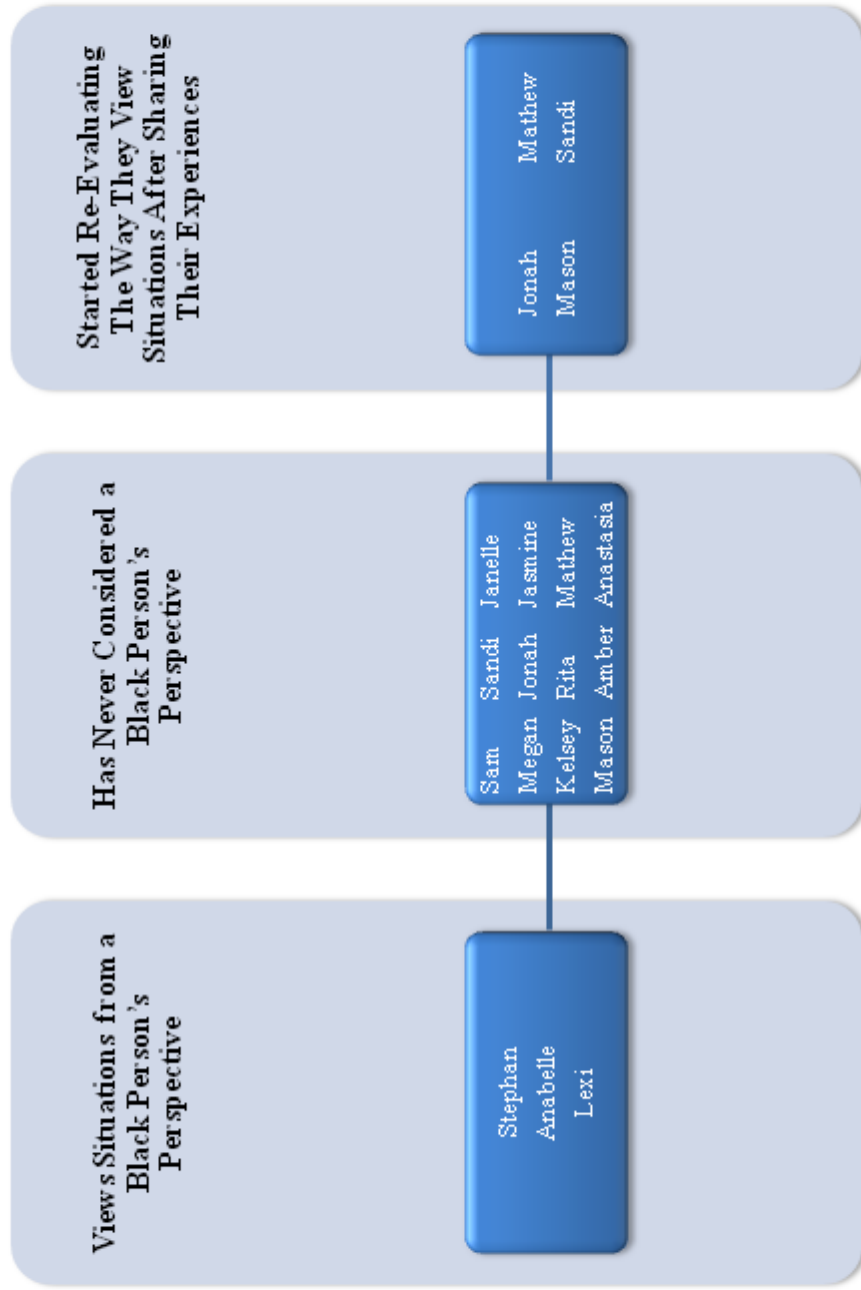 Views Situations from a
Black Person's
Perspective
Stephan
Anabelle
Lexi
Has Never Considered a
Black Person's
Perspective
Sam Sandi Janelle
Megan Jonah Jasmine
Kelsey Rita Mathew
Mason Amber Anastasia
Started Re-Evaluating
The Way They View
Situations After Sharing
Their Experiences
Jonah Mathew
Mason Sandi